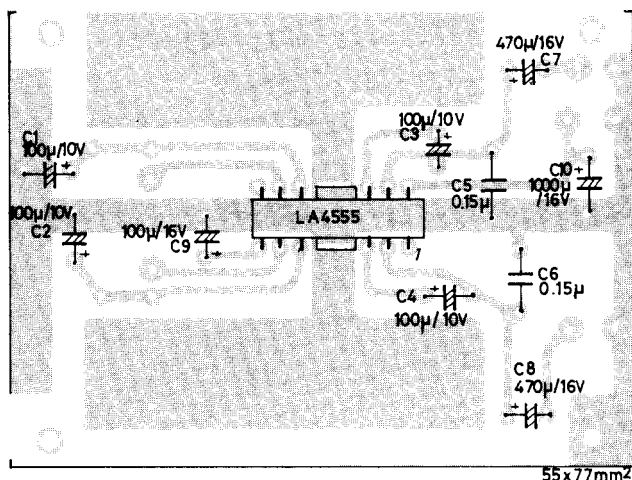 470µ/16V
C7
100µ/10V
C3
C1
100µ/10V
C5
0.15µ
C10
1000µ
/16V
100µ/10V
C2
100µ/16V
C9
LA4555
1
C6
0.15µ
C4
100µ/10V
C8
470µ/16V
55x77mm2